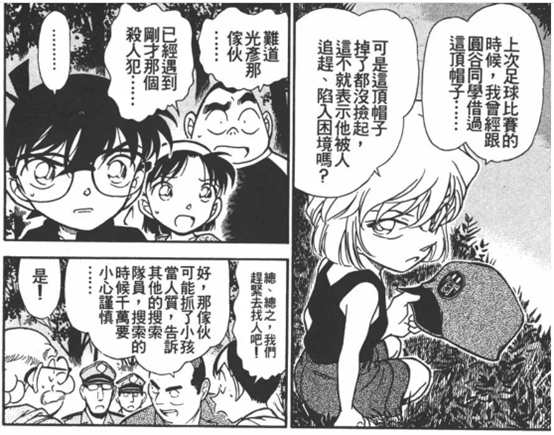 上次足球比賽的
時候，我曾經跟
圓谷同學借過
這頂帽子……
可是這頂帽子
掉了都沒撿起，
這不就表示他被人
追趕、陷入困境嗎？
難道
光彥那
傢伙……
已經遇到
剛才那個
殺人犯……
………
總、總之，我們
趕緊去找人吧！
好，那傢伙
可能抓了小孩
當人質，告訴
其他的搜索
隊員，搜索的
時候千萬要
小心謹慎
……
是！